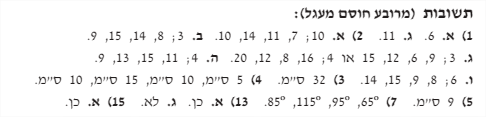 תשובות (מרובע חוסם מעגל):
1) א. 6.  ג. 11.  2) א. 10; 7, 11, 14, 10.  ב. 3; 8, 14, 15, 9.
ג. 3; 9, 6, 12, 15 או 4; 16, 8, 12, 20.  ה. 4; 11, 15, 13, 9.
ו. 6; 8, 9, 15, 14.  3) 32 ס״מ.  4) 5 ס״מ, 10 ס״מ, 15 ס״מ, 10 ס״מ.
5) 9 ס״מ.  7) 65°, 95°, 115°, 85°.  13) א. כן.  ג. לא.  15) א. כן.